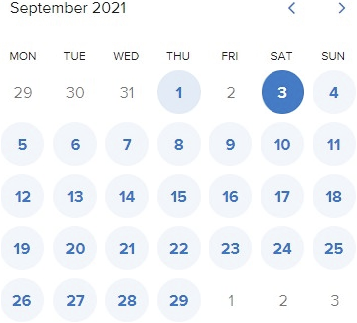 September 2021
MON TUE WED THU FRI SAT SUN
29 30 31 1 2 3 4
5 6 7 8 9 10 11
12 13 14 15 16 17 18
19 20 21 22 23 24 25
26 27 28 29 1 2 3